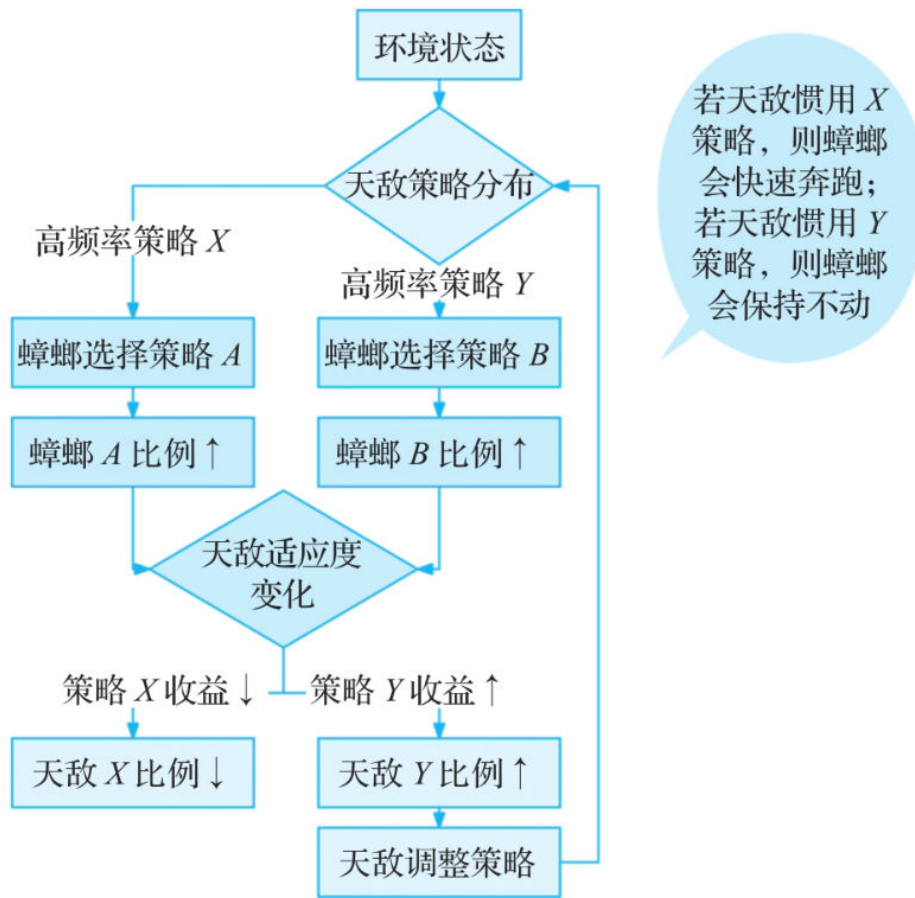 环境状态
天敌策略分布
高频率策略 X
高频率策略 Y
蟑螂选择策略 A
蟑螂选择策略 B
蟑螂 A 比例↑
蟑螂 B 比例↑
天敌适应度
变化
策略 X 收益↓
策略 Y 收益↑
天敌 X 比例↓
天敌 Y 比例↑
天敌调整策略
若天敌惯用 X
策略，则蟑螂
会快速奔跑；
若天敌惯用 Y
策略，则蟑螂
会保持不动